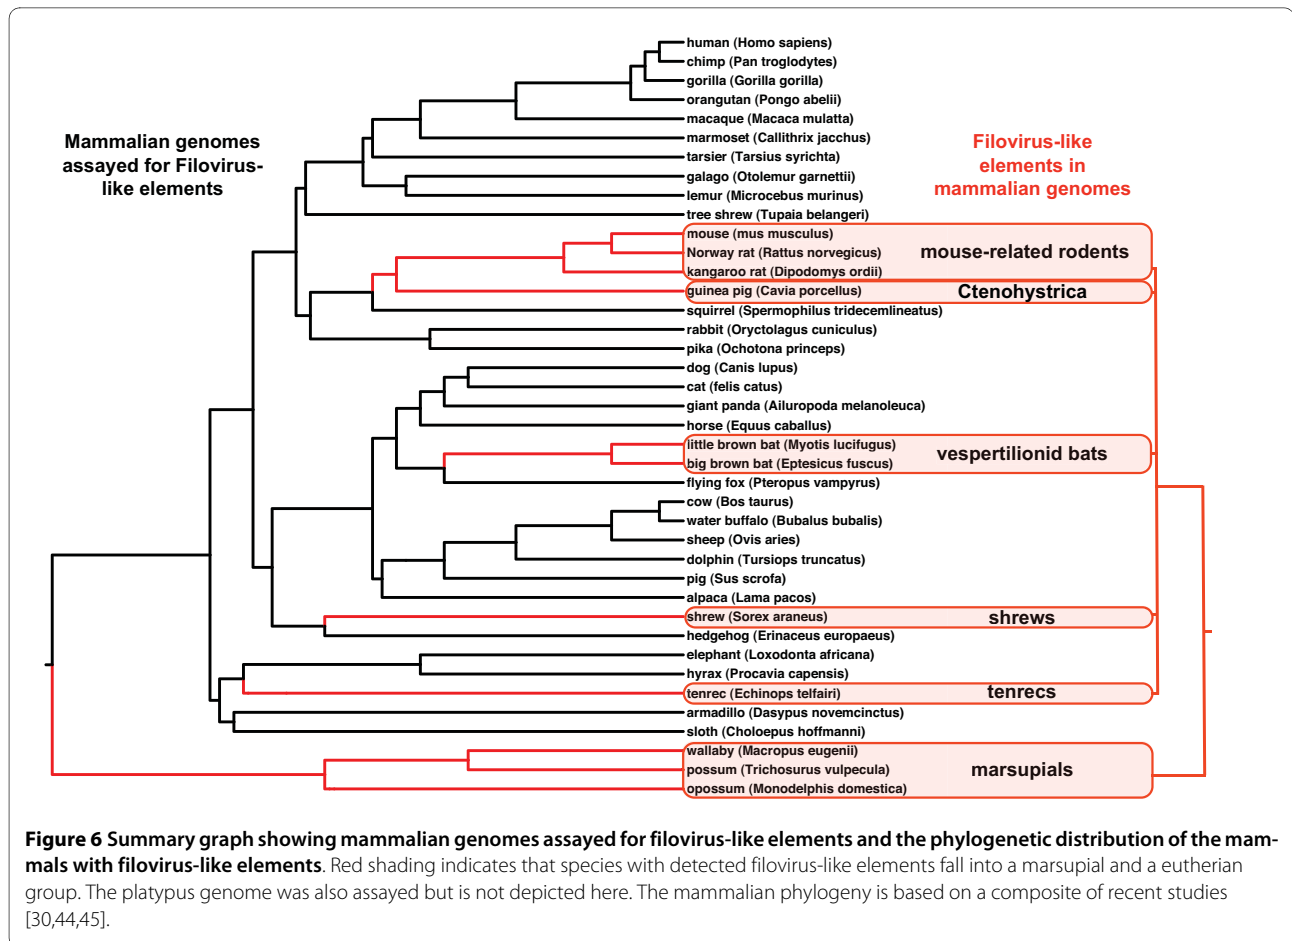 human (Homo sapiens)
chimp (Pan troglodytes)
gorilla (Gorilla gorilla)
orangutan (Pongo abelii)
macaque (Macaca mulatta)
marmoset (Callithrix jacchus)
tarsier (Tarsius syrichta)
galago (Otolemur garnettii)
lemur (Microcebus murinus)
tree shrew (Tupaia belangeri)
mouse (mus musculus)
Norway rat (Rattus norvegicus)
kangaroo rat (Dipodomys ordii)
guinea pig (Cavia porcellus)
squirrel (Spermophilus tridecemlineatus)
rabbit (Oryctolagus cuniculus)
pika (Ochotona princeps)
dog (Canis lupus)
cat (felis catus)
giant panda (Ailuropoda melanoleuca)
horse (Equus caballus)
little brown bat (Myotis lucifugus)
big brown bat (Eptesicus fuscus)
flying fox (Pteropus vampyrus)
cow (Bos taurus)
water buffalo (Bubalus bubalis)
sheep (Ovis aries)
dolphin (Tursiops truncatus)
pig (Sus scrofa)
alpaca (Lama pacos)
shrew (Sorex araneus)
hedgehog (Erinaceus europaeus)
elephant (Loxodonta africana)
hyrax (Procavia capensis)
tenrec (Echinops telfairi)
armadillo (Dasypus novemcinctus)
sloth (Choloepus hoffmanni)
wallaby (Macropus eugenii)
possum (Trichosurus vulpecula)
opossum (Monodelphis domestica)
Mammalian genomes
assayed for Filovirus-
like elements
Filovirus-like
elements in
mammalian genomes
mouse-related rodents
Ctenohystrica
vespertilionid bats
shrews
tenrecs
marsupials
Figure 6 Summary graph showing mammalian genomes assayed for filovirus-like elements and the phylogenetic distribution of the mam-
mals with filovirus-like elements. Red shading indicates that species with detected filovirus-like elements fall into a marsupial and a eutherian
group. The platypus genome was also assayed but is not depicted here. The mammalian phylogeny is based on a composite of recent studies
[30,44,45].